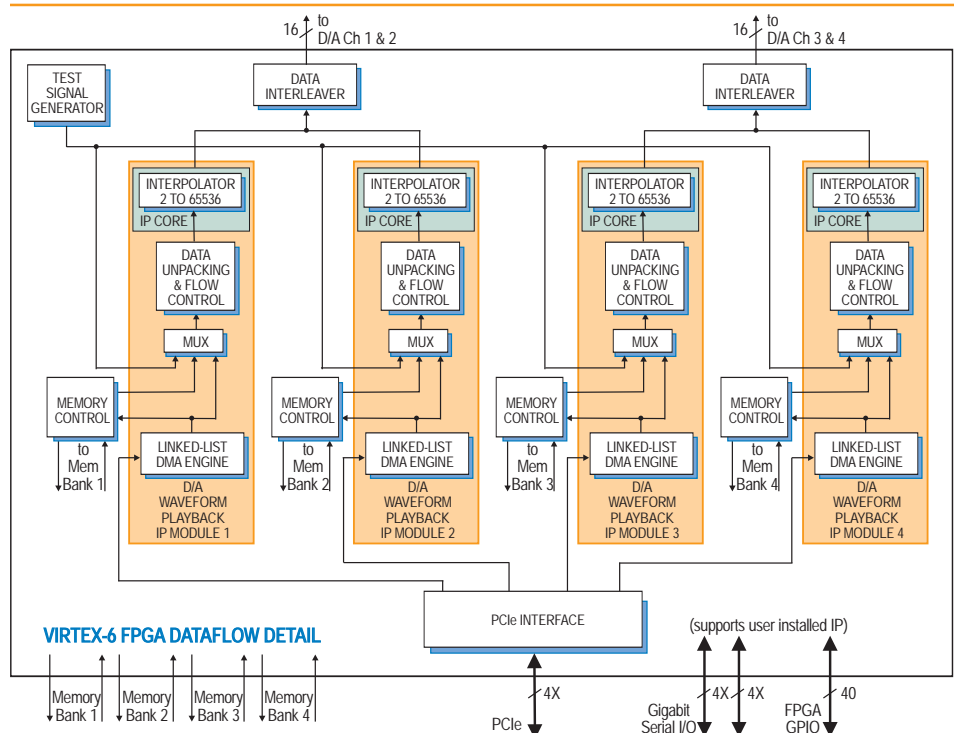 16
to
D/A Ch 1 & 2
16
to
D/A Ch 3 & 4
TEST
SIGNAL
GENERATOR
DATA
INTERLEAVER
DATA
INTERLEAVER
INTERPOLATOR
2 TO 65536
IP CORE
DATA
UNPACKING
& FLOW
CONTROL
MUX
MEMORY
CONTROL
to
Mem
Bank 1
LINKED-LIST
DMA ENGINE
D/A
WAVEFORM
PLAYBACK
IP MODULE 1
INTERPOLATOR
2 TO 65536
IP CORE
DATA
UNPACKING
& FLOW
CONTROL
MUX
MEMORY
CONTROL
to
Mem
Bank 2
LINKED-LIST
DMA ENGINE
D/A
WAVEFORM
PLAYBACK
IP MODULE 2
INTERPOLATOR
2 TO 65536
IP CORE
DATA
UNPACKING
& FLOW
CONTROL
MUX
MEMORY
CONTROL
to
Mem
Bank 3
LINKED-LIST
DMA ENGINE
D/A
WAVEFORM
PLAYBACK
IP MODULE 3
INTERPOLATOR
2 TO 65536
IP CORE
DATA
UNPACKING
& FLOW
CONTROL
MUX
MEMORY
CONTROL
to
Mem
Bank 4
LINKED-LIST
DMA ENGINE
D/A
WAVEFORM
PLAYBACK
IP MODULE 4
PCIe INTERFACE
VIRTEX-6 FPGA DATAFLOW DETAIL
(supports user installed IP)
Memory
Bank 1
Memory
Bank 2
Memory
Bank 3
Memory
Bank 4
4X
PCIe
4X
4X
Gigabit
Serial I/O
40
FPGA
GPIO